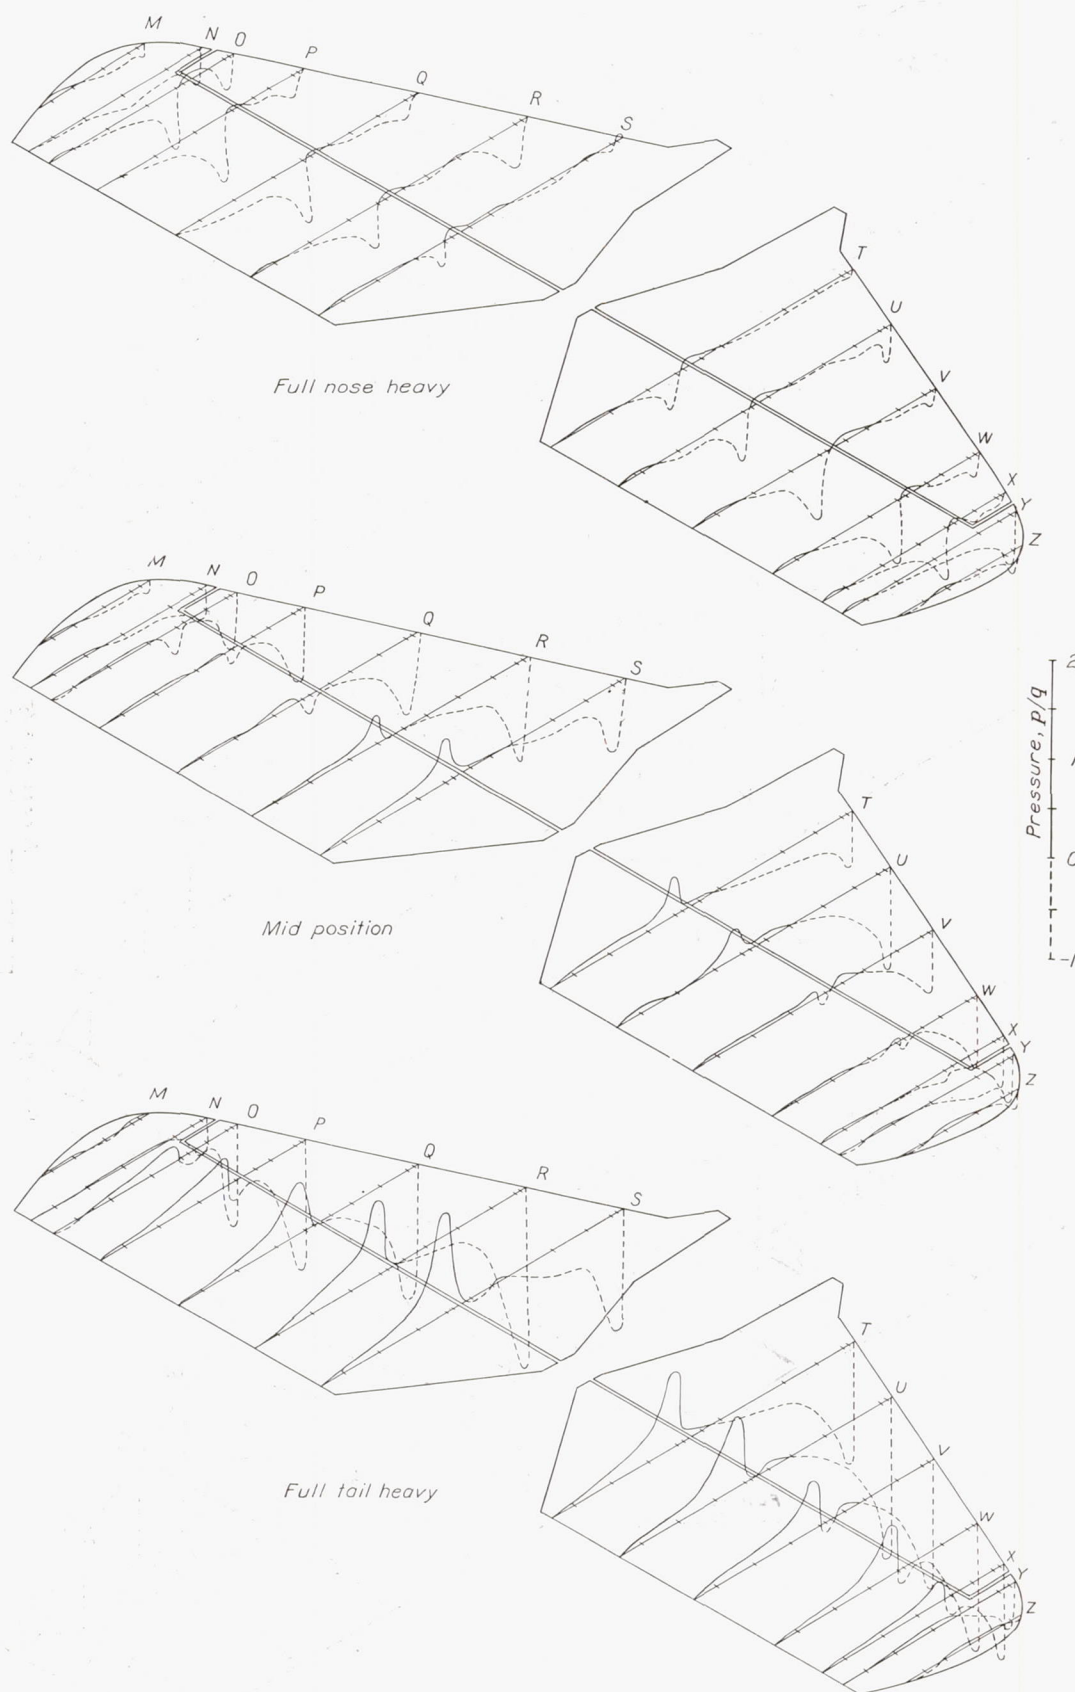 M N O P Q R S
T
U
V
W
X
Y
Z
Full nose heavy
M N O P Q R S
T
U
V
W
X
Y
Z
Mid position
2
1
0
-1
Pressure, p/q
M N O P Q R S
T
U
V
W
X
Y
Z
Full tail heavy